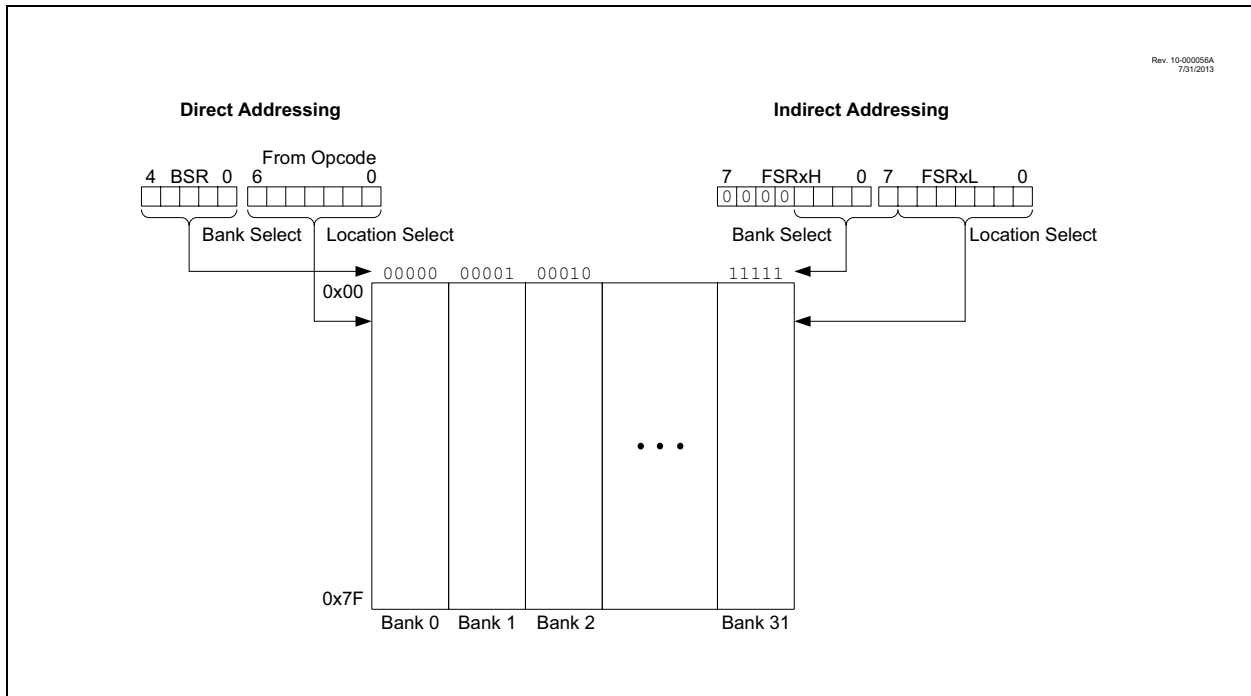 Rev. 10-000056A
7/31/2013
Direct Addressing
Indirect Addressing
From Opcode
4 BSR 0 6 0
7 FSRxH 0 7 FSRxL 0
0 0 0 0
Bank Select Location Select
Bank Select Location Select
00000 00001 00010 11111
0x00
0x7F
Bank 0 Bank 1 Bank 2 Bank 31